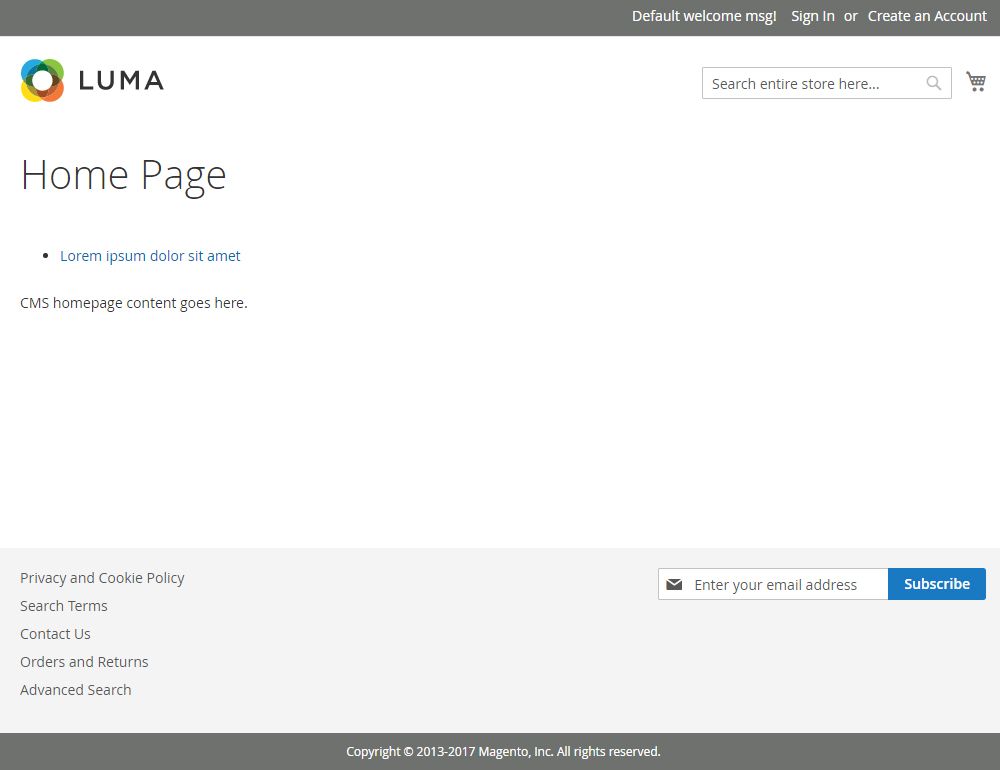 Default welcome msg! Sign In or Create an Account
LUMA
Search entire store here...
Home Page
Lorem ipsum dolor sit amet
CMS homepage content goes here.
Privacy and Cookie Policy
Search Terms
Contact Us
Orders and Returns
Advanced Search
Enter your email address
Subscribe
Copyright © 2013-2017 Magento, Inc. All rights reserved.